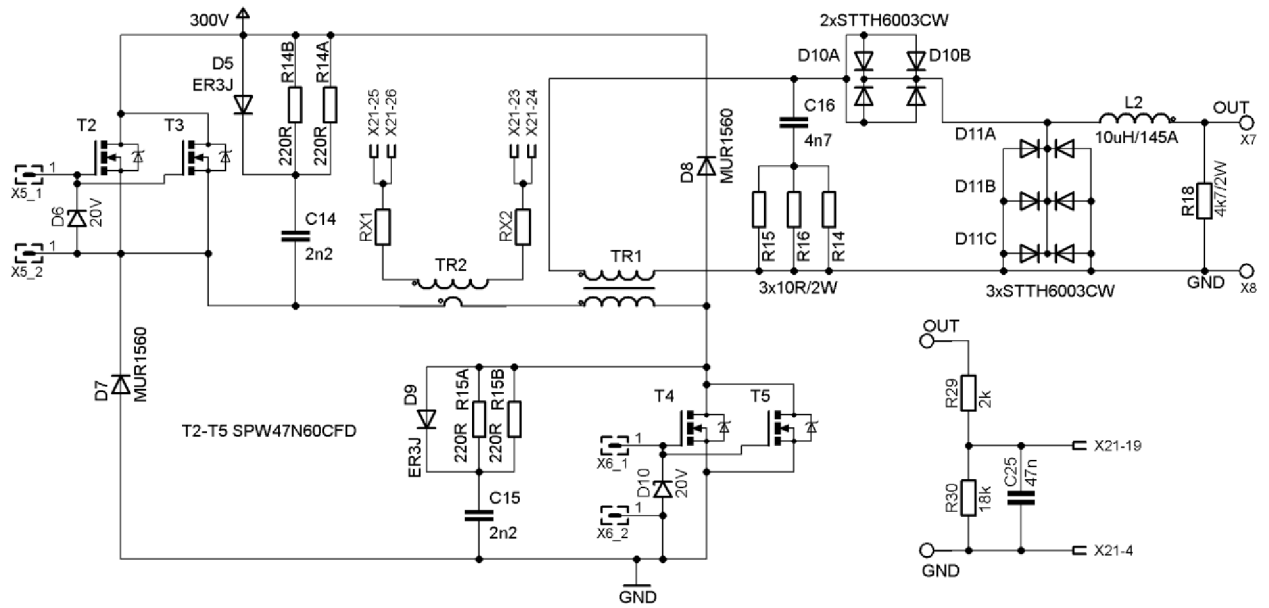 300V
2xSTTH6003CW
D5
ER3J
R14B
R14A
220R
220R
X21-25
X21-26
X21-23
X21-24
D10A
D10B
C16
4n7
L2
10uH/145A
OUT
X7
T2
T3
1
X5_1
D6
20V
1
X5_2
C14
2n2
RX1
RX2
D8
MUR1560
D11A
D11B
D11C
R18
4k7/2W
R15
R16
R14
TR2
TR1
3x10R/2W
3xSTTH6003CW
GND
X8
D7
MUR1560
T2-T5 SPW47N60CFD
D9
ER3J
R15A
R15B
220R
220R
C15
2n2
T4
T5
1
X6_1
D10
20V
1
X6_2
GND
OUT
R29
2k
X21-19
R30
18k
C25
47n
X21-4
GND